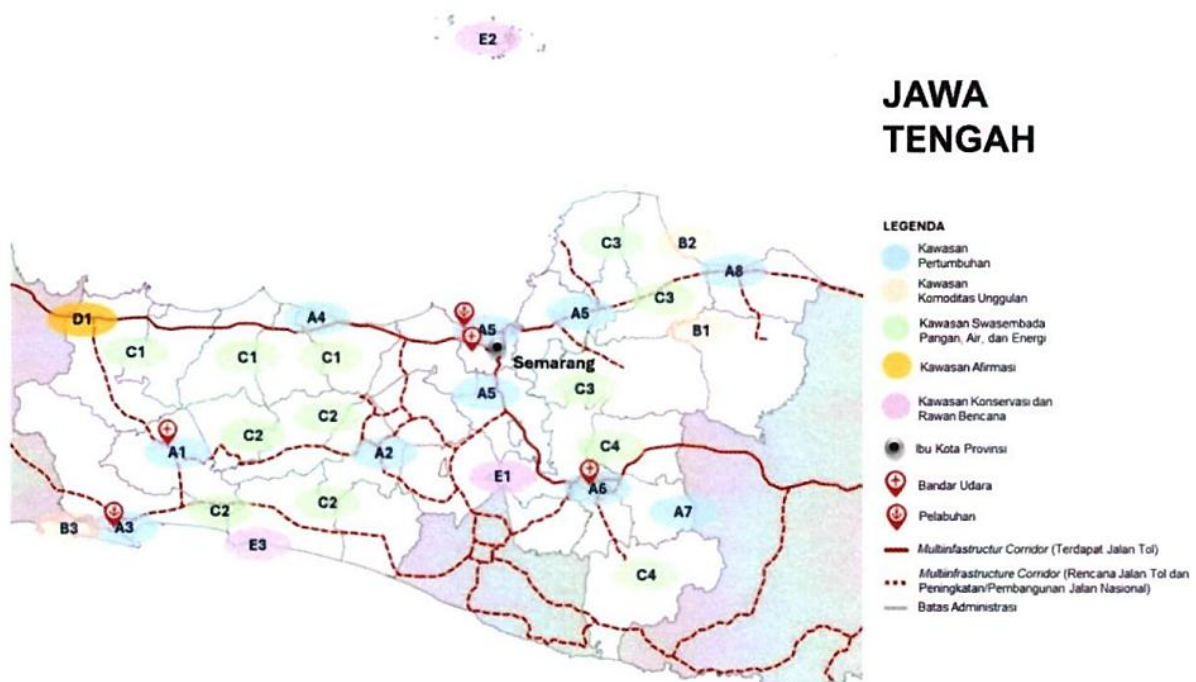 E2
JAWA
TENGAH
LEGENDA
Kawasan
Pertumbuhan
Kawasan
Komoditas Unggulan
Kawasan Swasembada
Pangan, Air, dan Energi
Kawasan Afirmasi
Kawasan Konservasi dan
Rawan Bencana
Ibu Kota Provinsi
Bandar Udara
Pelabuhan
Multiinfastructur Corridor (Terdapat Jalan Tol)
Multiinfrastructure Corridor (Rencana Jalan Tol dan
Peningkatan/Pembangunan Jalan Nasional)
Batas Administrasi
C3
B2
A8
C3
D1
A4
A5
A5
B1
C1
C1
C1
Semarang
A5
C3
C2
C2
A1
A2
C4
E1
A6
C2
C2
A7
B3
A3
E3
C4